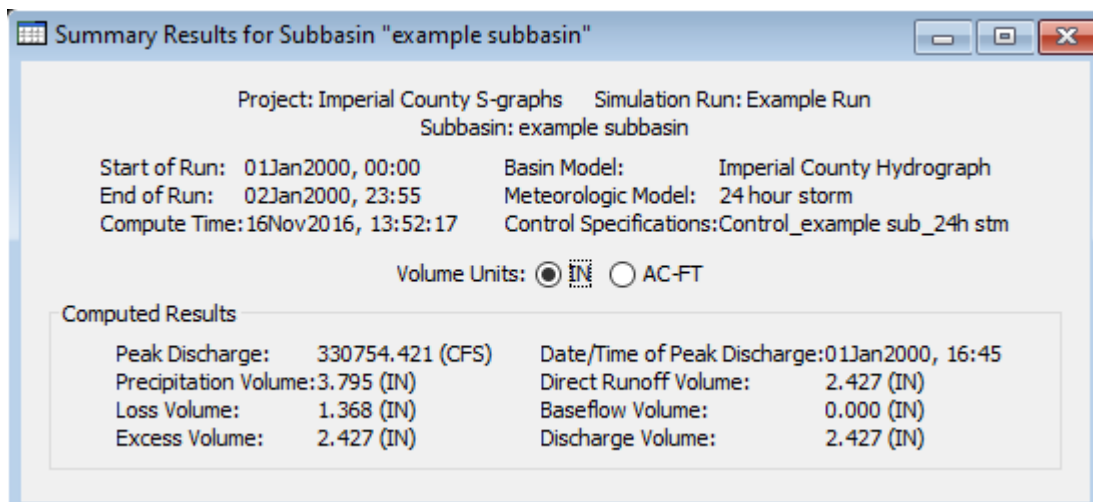 Summary Results for Subbasin "example subbasin"
Project: Imperial County S-graphs Simulation Run: Example Run
Subbasin: example subbasin
Start of Run: 01Jan2000, 00:00 Basin Model: Imperial County Hydrograph
End of Run: 02Jan2000, 23:55 Meteorologic Model: 24 hour storm
Compute Time:16Nov2016, 13:52:17 Control Specifications:Control_example sub_24h stm
Volume Units: IN AC-FT
Computed Results
Peak Discharge: 330754.421 (CFS) Date/Time of Peak Discharge:01Jan2000, 16:45
Precipitation Volume:3.795 (IN) Direct Runoff Volume: 2.427 (IN)
Loss Volume: 1.368 (IN) Baseflow Volume: 0.000 (IN)
Excess Volume: 2.427 (IN) Discharge Volume: 2.427 (IN)